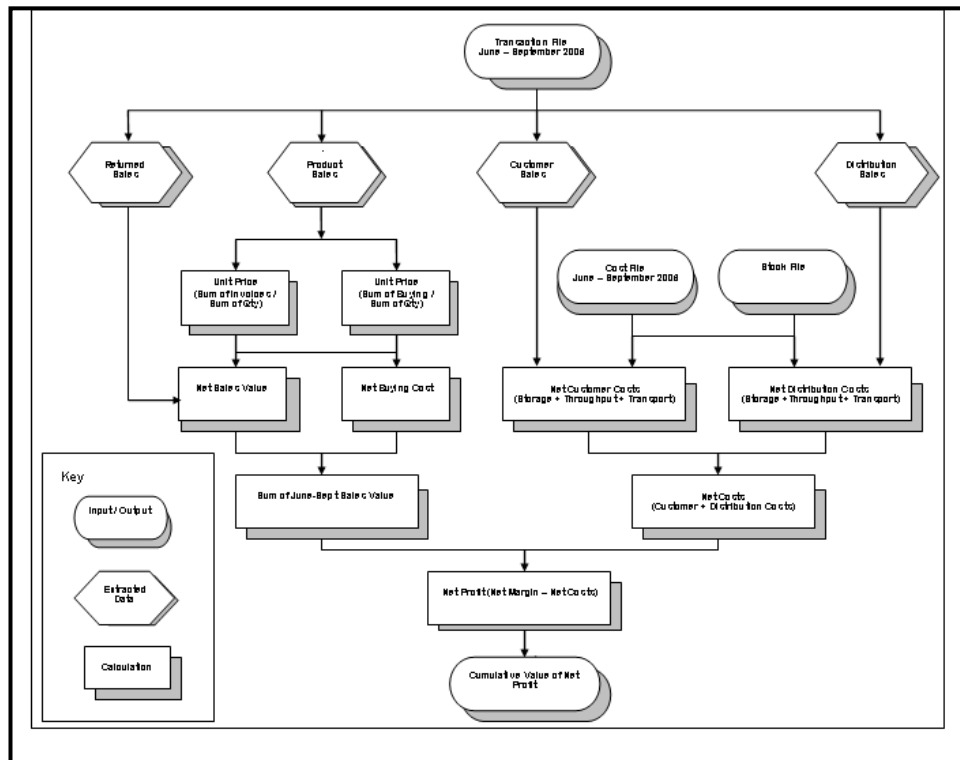 Transaction File
June – September 2006
Returned
Sales
Product
Sales
Customer
Sales
Distribution
Sales
Unit Price
(Sum of Invoices /
Sum of Qty)
Unit Price
(Sum of Buying /
Sum of Qty)
Cost File
June – September 2006
Stock File
Net Sales Value
Net Buying Cost
Net Customer Costs
(Storage + Throughput + Transport)
Net Distribution Costs
(Storage + Throughput + Transport)
Key
Input / Output
Extracted
Data
Calculation
Sum of June-Sept Sales Value
Net Costs
(Customer + Distribution Costs)
Net Profit (Net Margin – Net Costs)
Cumulative Value of Net
Profit